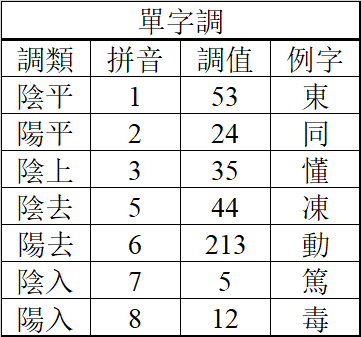 單字調
調類 拼音 調值 例字
陰平 1 53 東
陽平 2 24 同
陰上 3 35 懂
陰去 5 44 凍
陽去 6 213 動
陰入 7 5 篤
陽入 8 12 毒